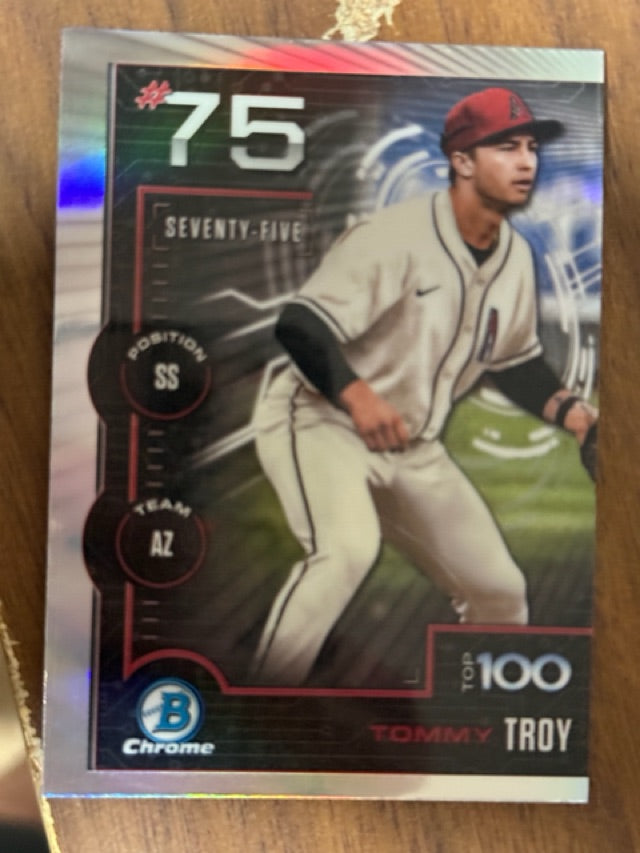 #75
SEVENTY-FIVE
POSITION
SS
TEAM
AZ
TOP 100
B
Chrome
TOMMY TROY
A